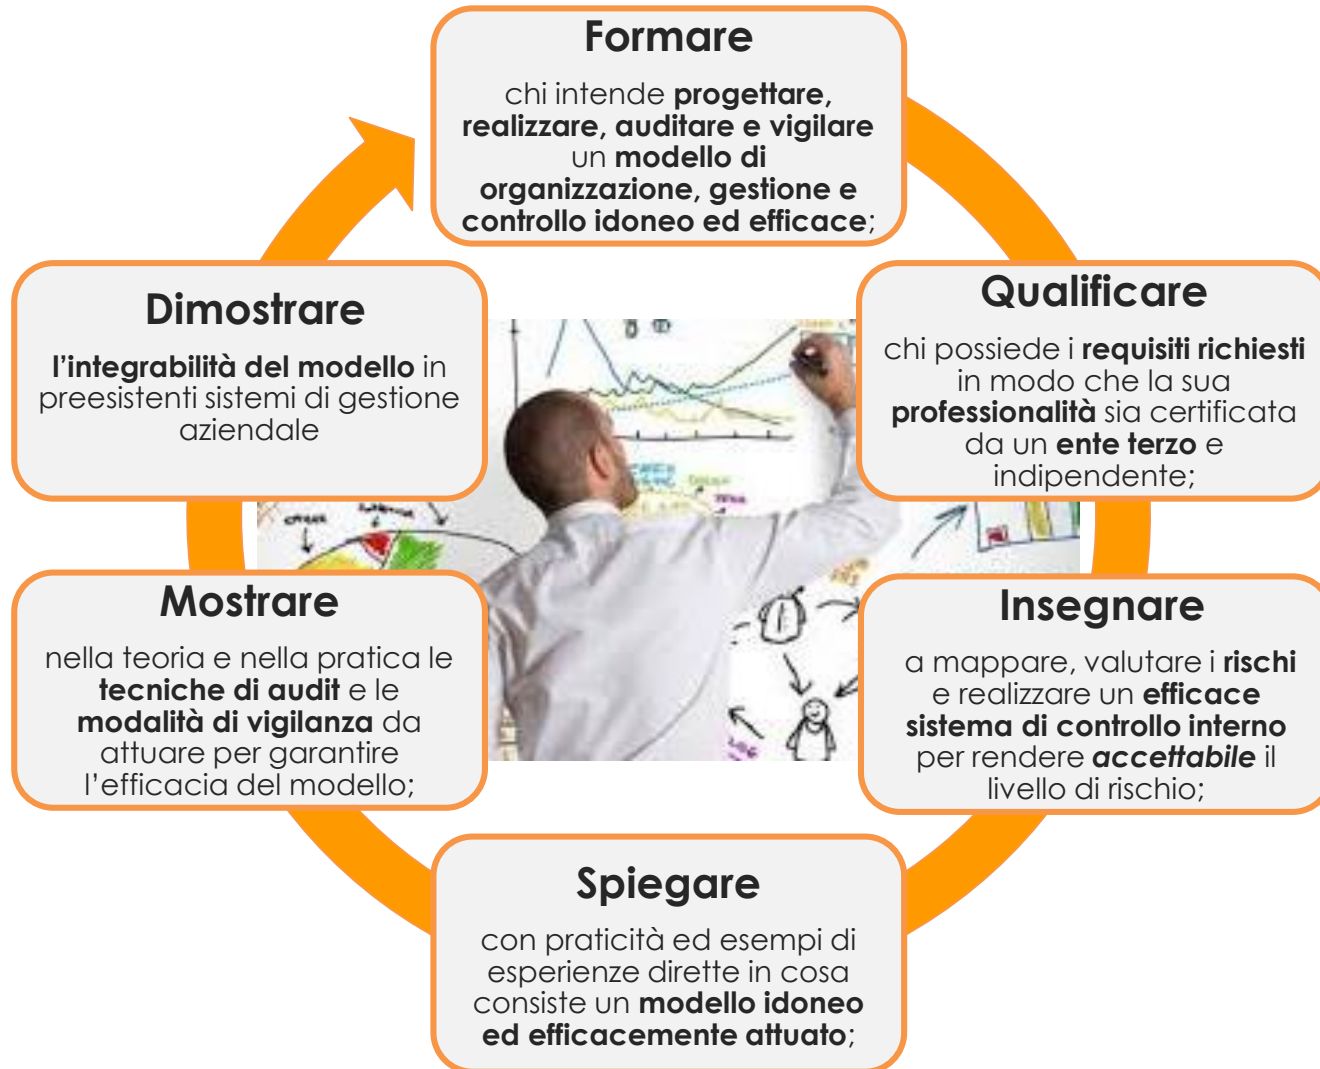 Formare
chi intende progettare,
realizzare, auditare e vigilare
un modello di
organizzazione, gestione e
controllo idoneo ed efficace;
Qualificare
chi possiede i requisiti richiesti
in modo che la sua
professionalità sia certificata
da un ente terzo e
indipendente;
Insegnare
a mappare, valutare i rischi
e realizzare un efficace
sistema di controllo interno
per rendere accettabile il
livello di rischio;
Spiegare
con praticità ed esempi di
esperienze dirette in cosa
consiste un modello idoneo
ed efficacemente attuato;
Mostrare
nella teoria e nella pratica le
tecniche di audit e le
modalità di vigilanza da
attuare per garantire
l’efficacia del modello;
Dimostrare
l’integrabilità del modello in
preesistenti sistemi di gestione
aziendale